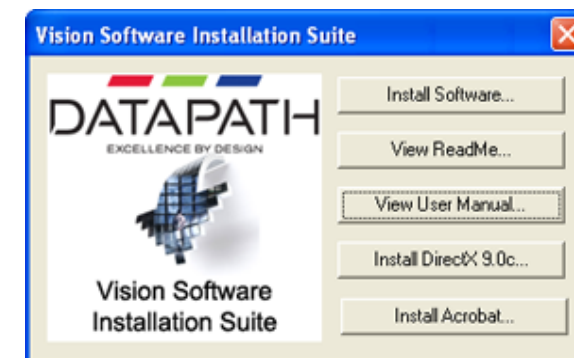 Vision Software Installation Suite
DATAPATH
EXCELLENCE BY DESIGN
Vision Software
Installation Suite
Install Software...
View ReadMe...
View User Manual...
Install DirectX 9.0c...
Install Acrobat...